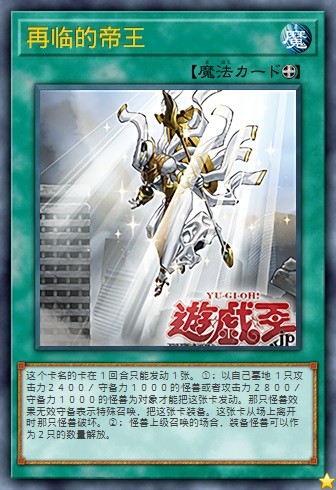 再临的帝王
魔
【魔法カード】
YU-GI-OH!
遊戯王
.JP
这个卡名的卡在１回合只能发动１张。①：以自己墓地１只攻
击力２４００／守备力１０００的怪兽或者攻击力２８００／
守备力１０００的怪兽为对象才能把这张卡发动。那只怪兽效
果无效守备表示特殊召唤，把这张卡装备。这张卡从场上离开
时那只怪兽破坏。②：怪兽上级召唤的场合，装备怪兽可以作
为２只的数量解放。